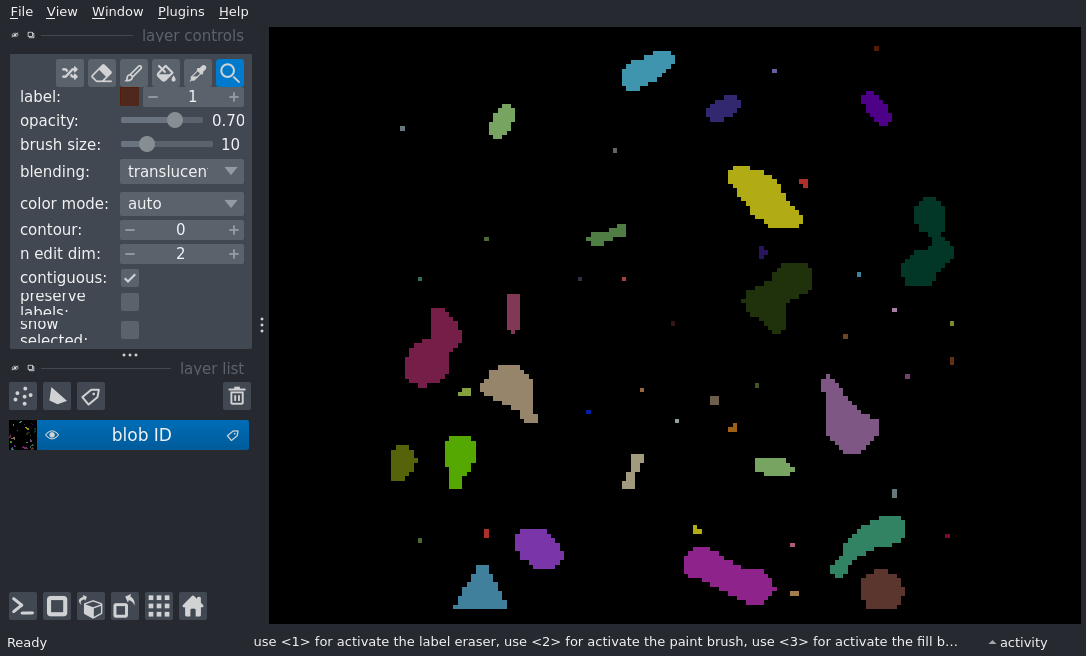 File View Window Plugins Help
layer controls
label: 1
opacity: 0.70
brush size: 10
blending: translucen
color mode: auto
contour: 0
n edit dim: 2
contiguous:
preserve
labels:
show
selected:
layer list
blob ID
Ready
use <1> for activate the label eraser, use <2> for activate the paint brush, use <3> for activate the fill b...
activity